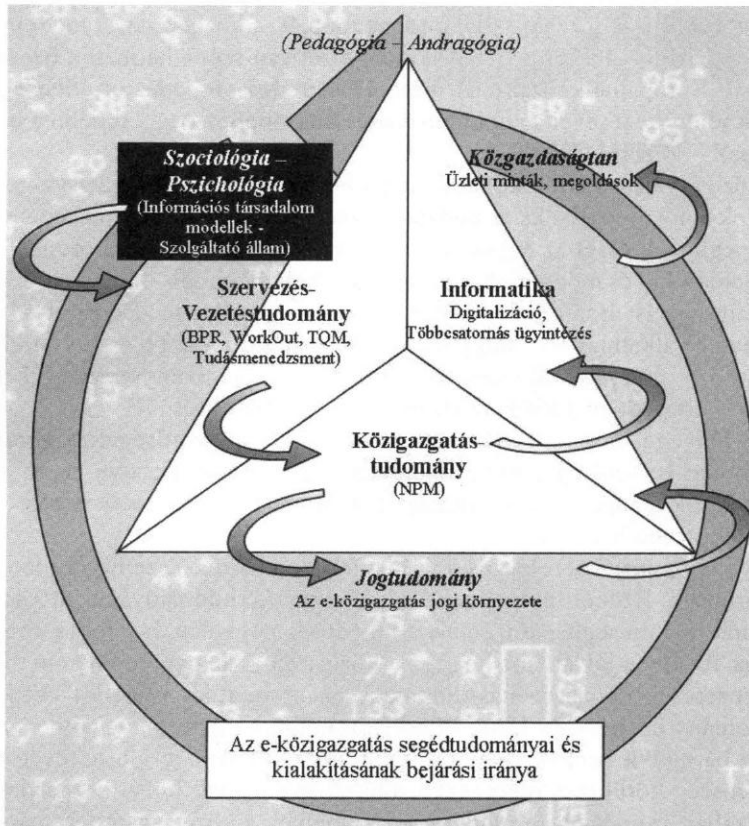 (Pedagógia – Andragógia)
Szociológia –
Pszichológia
(Információs társadalom
modellek -
Szolgáltató állam)
Közgazdaságtan
Üzleti minták, megoldások
Szervezés-
Vezetéstudomány
(BPR, WorkOut, TQM,
Tudásmenedzsment)
Informatika
Digitalizáció,
Többcsatornás ügyintézés
Közigazgatás-
tudomány
(NPM)
Jogtudomány
Az e-közigazgatás jogi környezete
Az e-közigazgatás segédtudományai és
kialakításának bejárási iránya